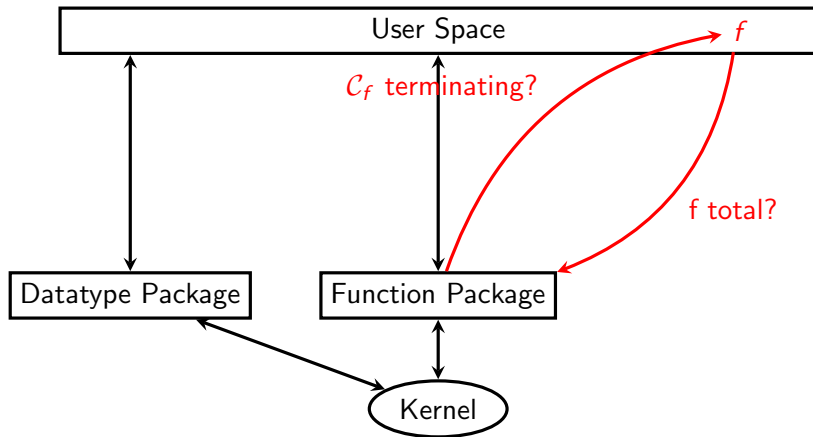 User Space
f
C_f terminating?
f total?
Datatype Package
Function Package
Kernel